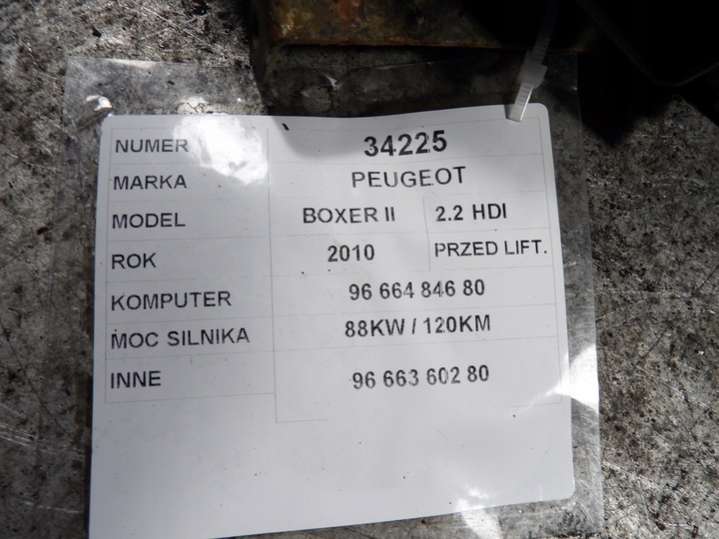 NUMER 34225
MARKA PEUGEOT
MODEL BOXER II 2.2 HDI
ROK 2010 PRZED LIFT.
KOMPUTER 96 664 846 80
MOC SILNIKA 88KW / 120KM
INNE 96 663 602 80